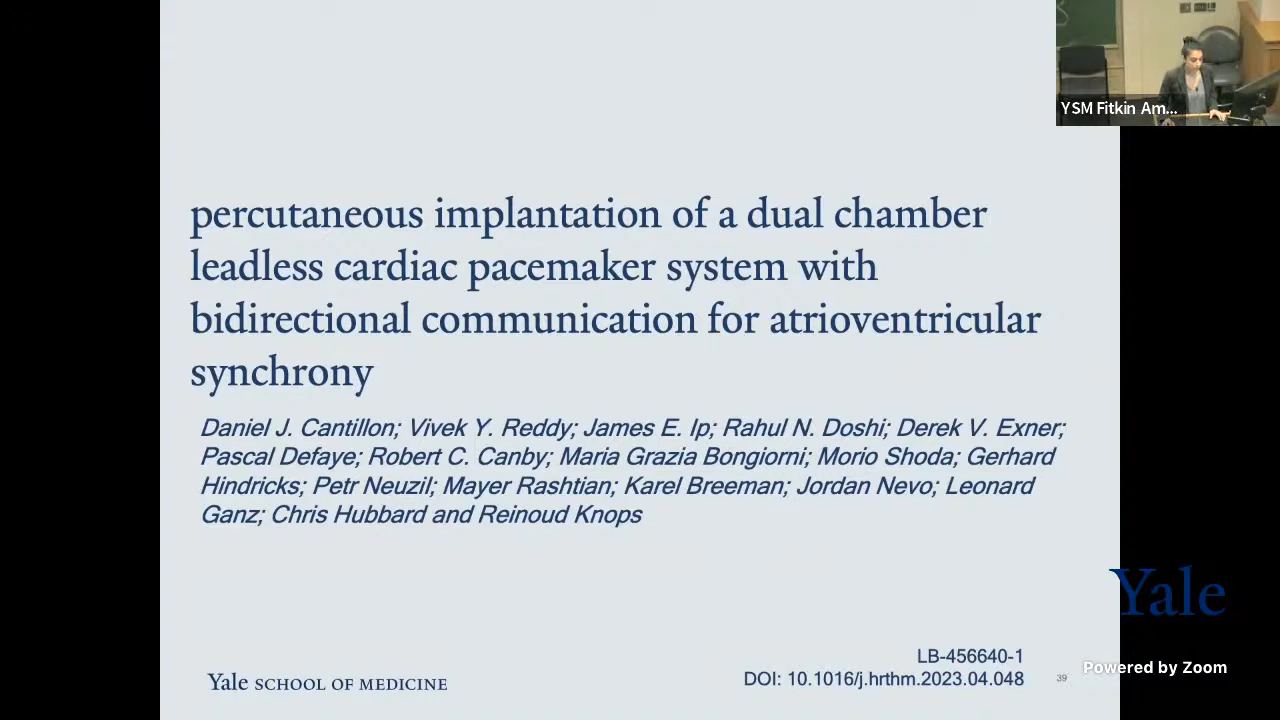 YSM Fitkin Am...
percutaneous implantation of a dual chamber
leadless cardiac pacemaker system with
bidirectional communication for atrioventricular
synchrony
Daniel J. Cantillon; Vivek Y. Reddy; James E. Ip; Rahul N. Doshi; Derek V. Exner;
Pascal Defaye; Robert C. Canby; Maria Grazia Bongiorni; Morio Shoda; Gerhard
Hindricks; Petr Neuzil; Mayer Rashtian; Karel Breeman; Jordan Nevo; Leonard
Ganz; Chris Hubbard and Reinoud Knops
Yale
LB-456640-1
DOI: 10.1016/j.hrthm.2023.04.048
39
Powered by Zoom
Yale SCHOOL OF MEDICINE